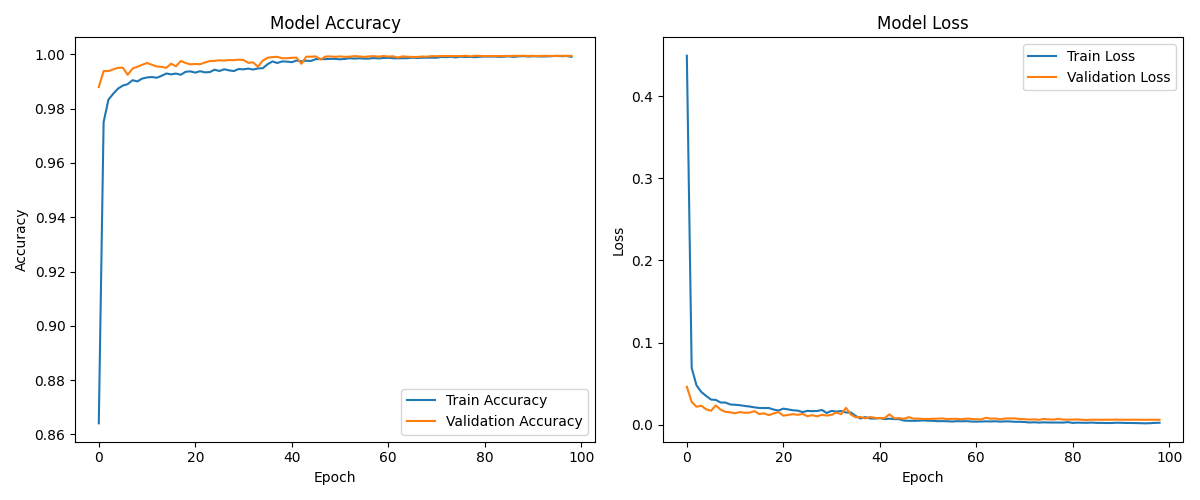 Model Accuracy
1.00
0.98
0.96
0.94
0.92
0.90
0.88
0.86
Accuracy
0
20
40
60
80
100
Epoch
Train Accuracy
Validation Accuracy
Model Loss
0.4
0.3
0.2
0.1
0.0
Loss
0
20
40
60
80
100
Epoch
Train Loss
Validation Loss